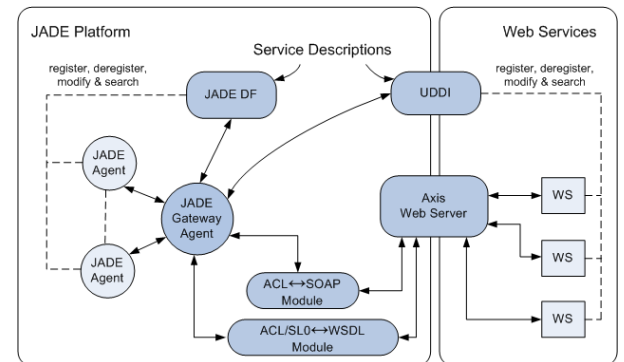 JADE Platform
Web Services
Service Descriptions
register, deregister,
modify & search
register, deregister,
modify & search
JADE DF
UDDI
JADE
Agent
JADE
Gateway
Agent
Axis
Web Server
WS
JADE
Agent
WS
ACL↔SOAP
Module
WS
ACL/SL0↔WSDL
Module